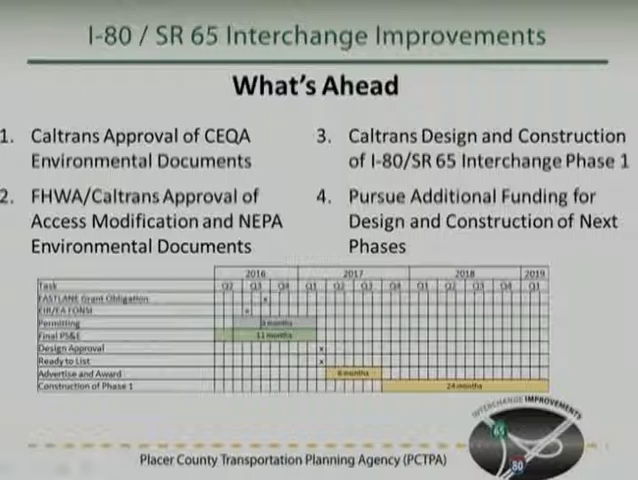 I-80 / SR 65 Interchange Improvements
What's Ahead
1. Caltrans Approval of CEQA
Environmental Documents
2. FHWA/Caltrans Approval of
Access Modification and NEPA
Environmental Documents
3. Caltrans Design and Construction
of I-80/SR 65 Interchange Phase 1
4. Pursue Additional Funding for
Design and Construction of Next
Phases
2016 2017 2018 2019
Task Q2 Q3 Q4 Q1 Q2 Q3 Q4 Q1 Q2 Q3 Q4 Q1
FASTLANE Grant Obligation x
EIR/EA FONSI x
Permitting months
Final PS&E 11 months
Design Approval x
Ready to List x
Advertise and Award 6 months
Construction of Phase 1 24 months
INTERCHANGE IMPROVEMENTS
65
80
Placer County Transportation Planning Agency (PCTPA)